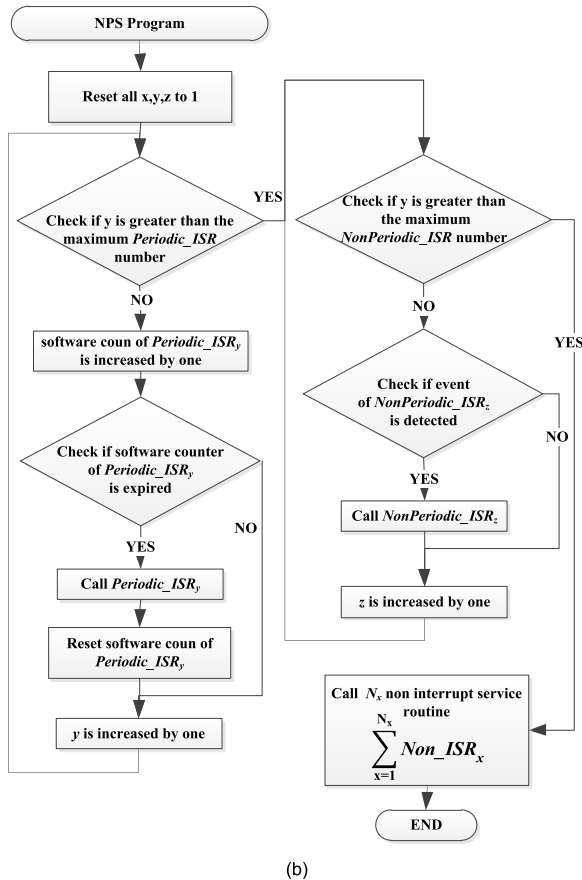 NPS Program
Reset all x,y,z to 1
Check if y is greater than the
maximum Periodic_ISR
number
YES
NO
software coun of Periodic_ISRy
is increased by one
Check if software counter
of Periodic_ISRy
is expired
NO
YES
Call Periodic_ISRy
Reset software coun of
Periodic_ISRy
y is increased by one
Check if y is greater than
the maximum
NonPeriodic_ISR number
YES
NO
Check if event
of NonPeriodic_ISRz
is detected
NO
YES
Call NonPeriodic_ISRz
z is increased by one
Call Nx non interrupt service
routine
Nx
∑ Non_ISRx
x=1
END
(b)